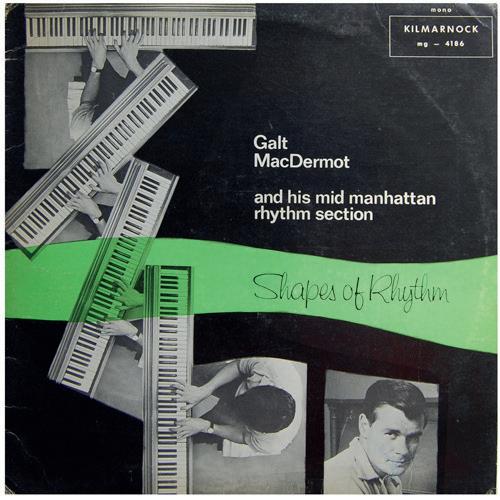 mono
KILMARNOCK
mg - 4186
Galt
MacDermot
and his mid manhattan
rhythm section
Shapes of Rhythm